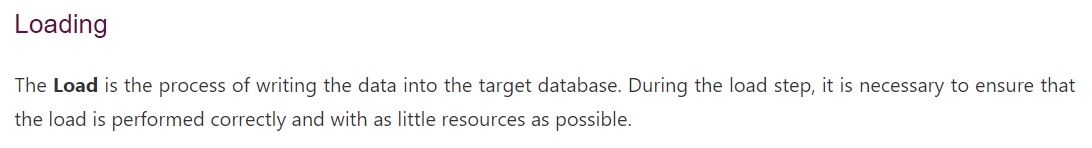 Loading
The Load is the process of writing the data into the target database. During the load step, it is necessary to ensure that
the load is performed correctly and with as little resources as possible.